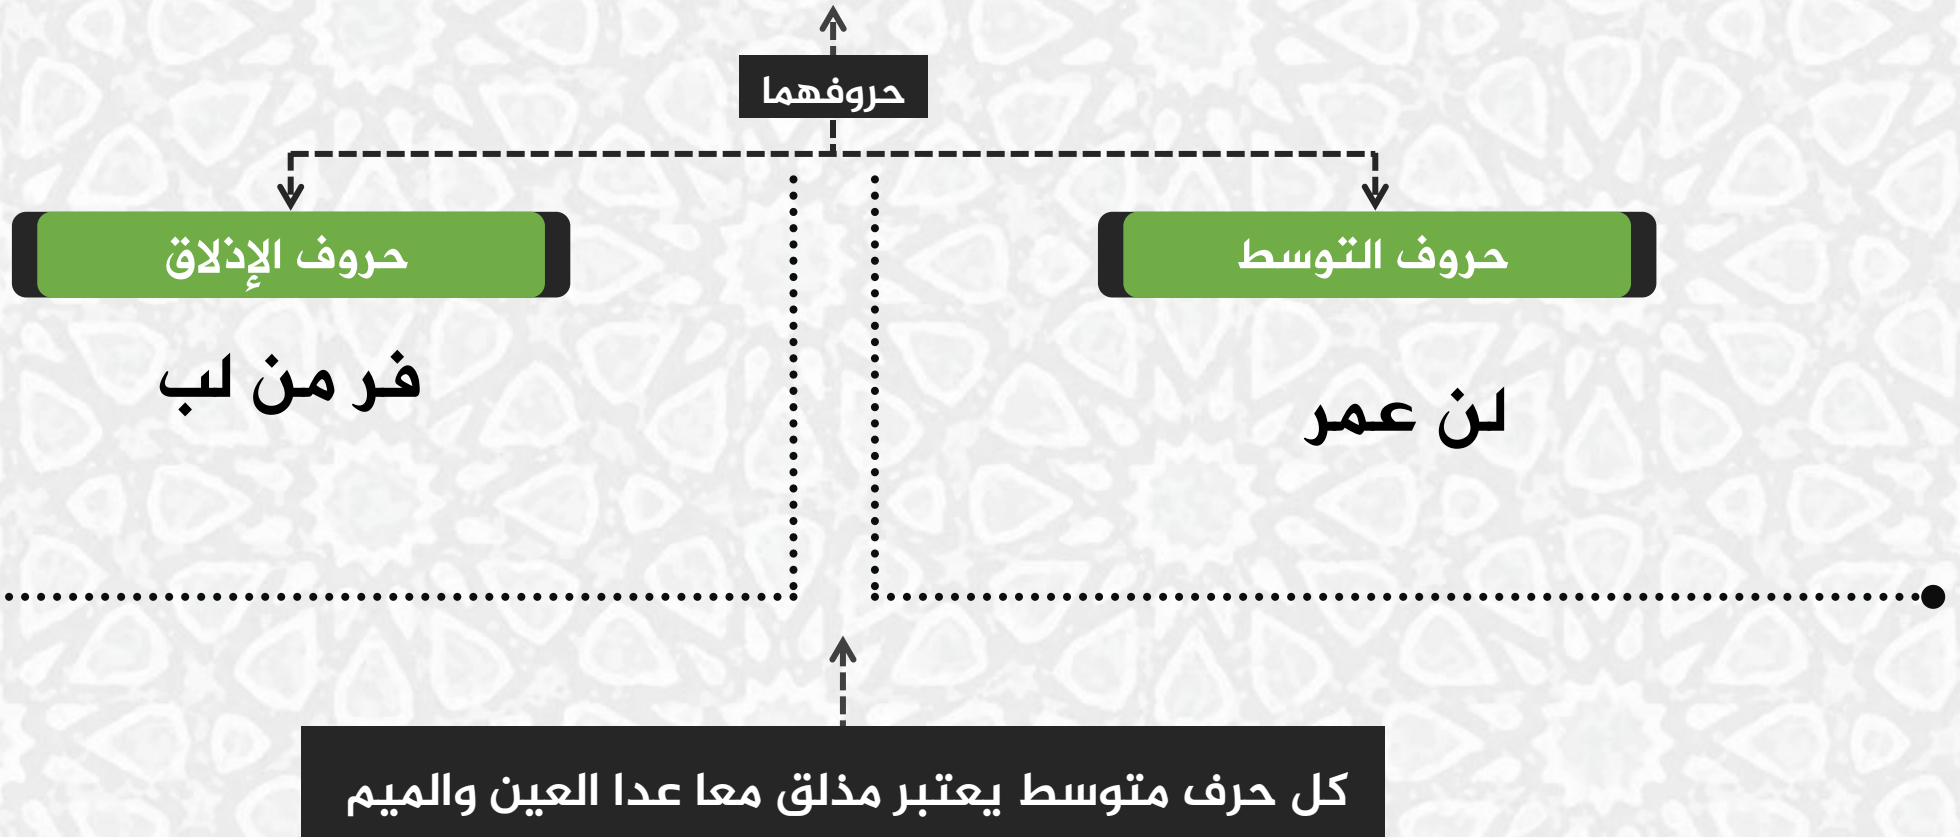 حروفهما
حروف التوسط
لن عمر
حروف الإذلاق
فر من لب
كل حرف متوسط يعتبر مذلق معا عدا العين والميم